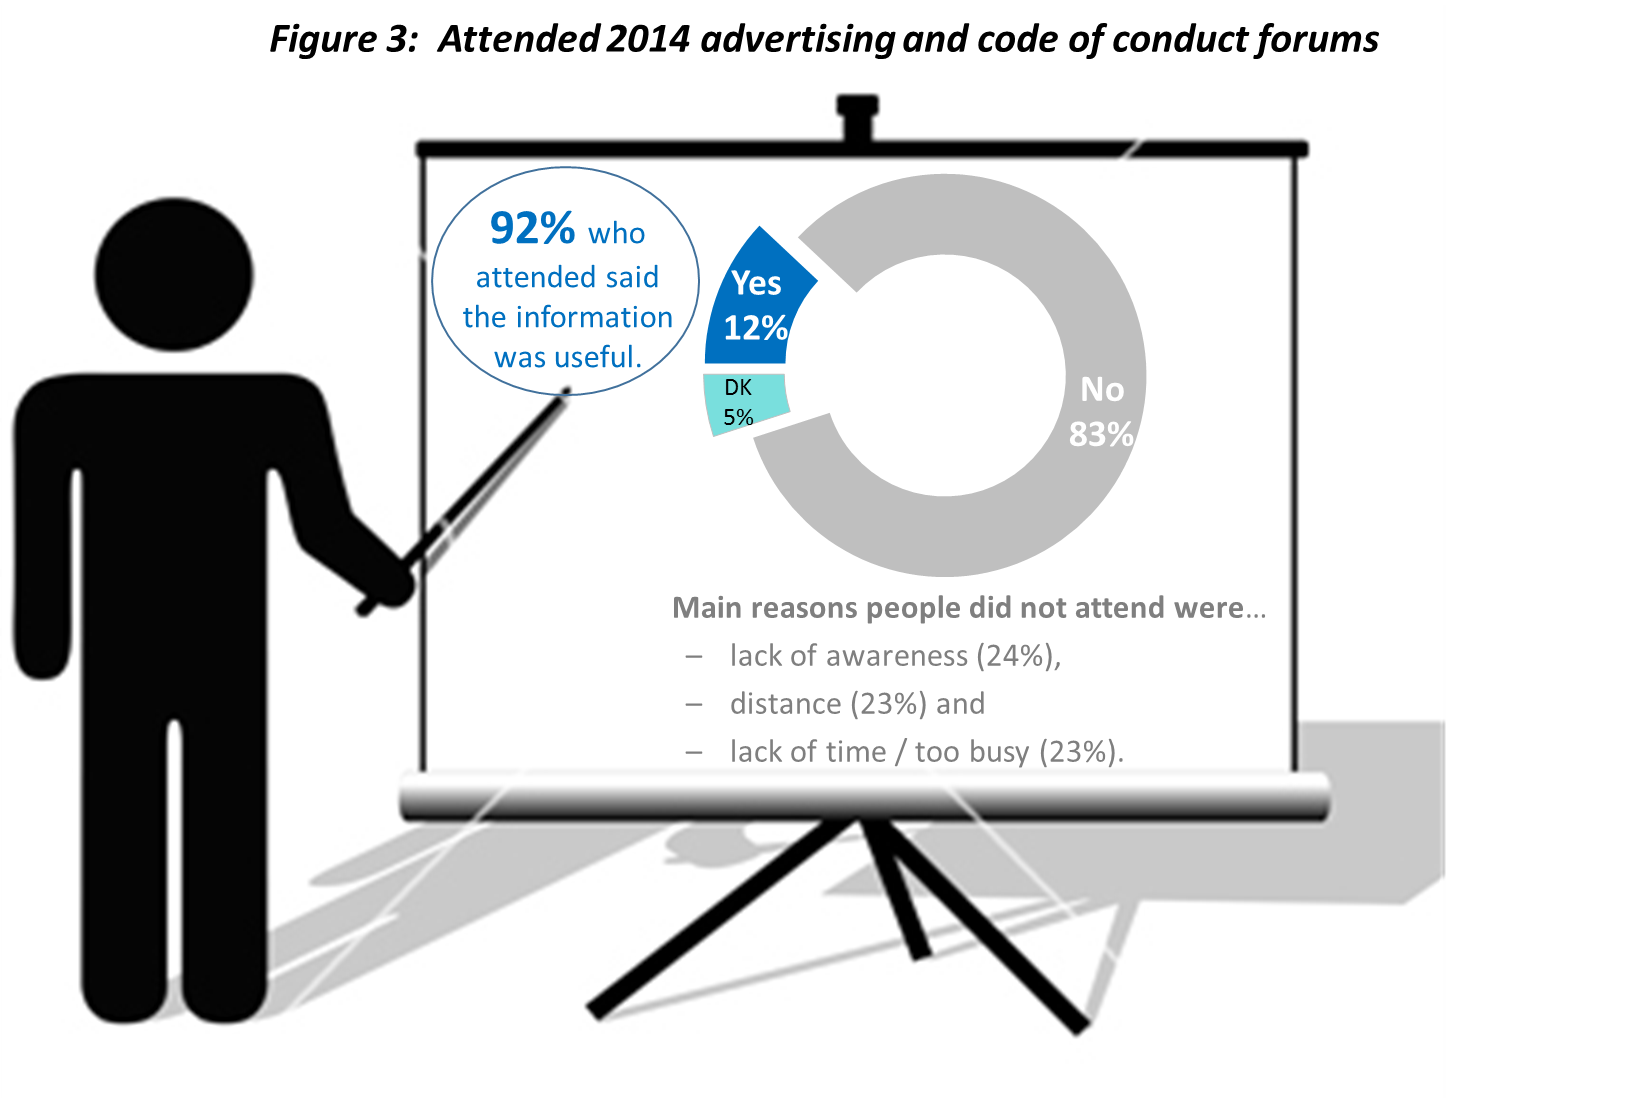 Figure 3:  Attended 2014 advertising and code of conduct forums
92% who
attended said
the information
was useful.
Yes
12%
DK
5%
No
83%
Main reasons people did not attend were...
– lack of awareness (24%),
– distance (23%) and
– lack of time / too busy (23%).